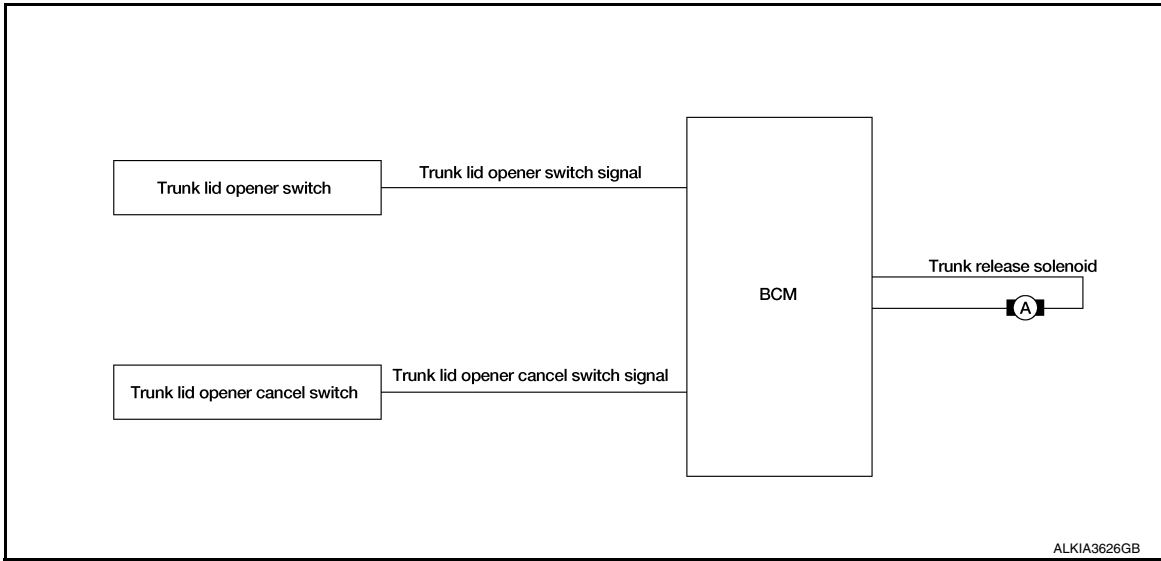 Trunk lid opener switch
Trunk lid opener switch signal
BCM
Trunk release solenoid
A
Trunk lid opener cancel switch
Trunk lid opener cancel switch signal
ALKIA3626GB